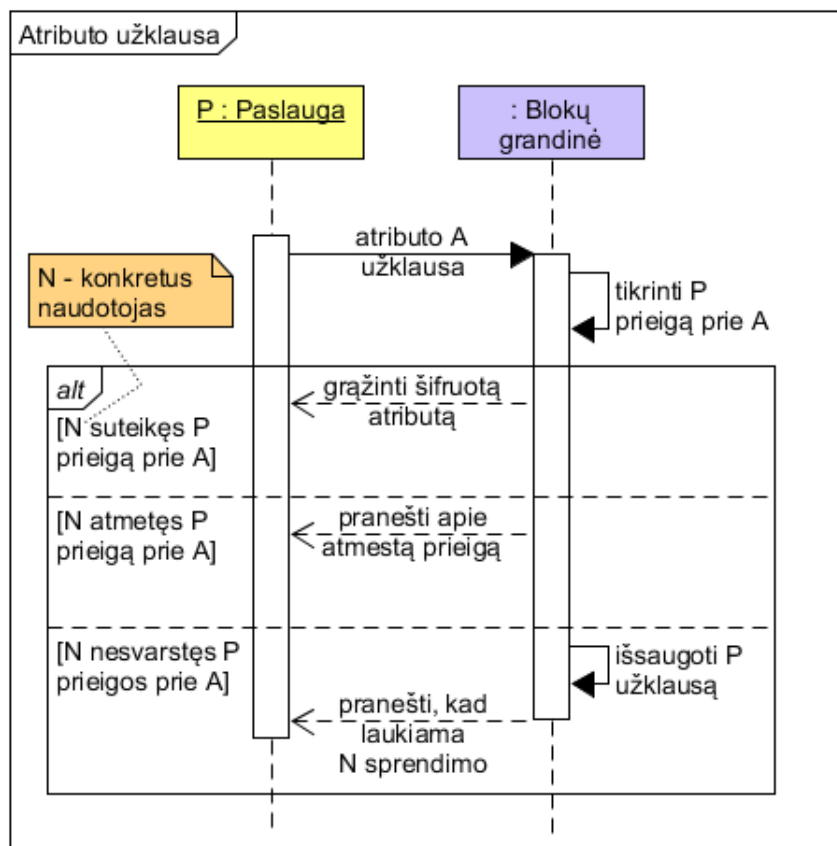 Atributo užklausa
P : Paslauga
: Blokų
grandinė
atributo A
užklausa
N - konkretus
naudotojas
tikrinti P
prieigą prie A
alt
grąžinti šifruotą
atributą
[N suteikęs P
prieigą prie A]
[N atmetęs P
prieigą prie A]
pranešti apie
atmestą prieigą
[N nesvarstęs P
prieigos prie A]
išsaugoti P
užklausą
pranešti, kad
laukiama
N sprendimo